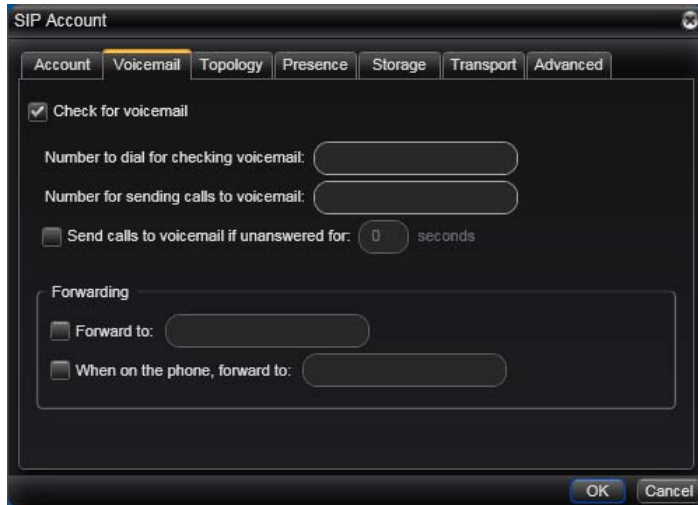 SIP Account
Account Voicemail Topology Presence Storage Transport Advanced
Check for voicemail
Number to dial for checking voicemail:
Number for sending calls to voicemail:
Send calls to voicemail if unanswered for: 0 seconds
Forwarding
Forward to:
When on the phone, forward to:
OK Cancel